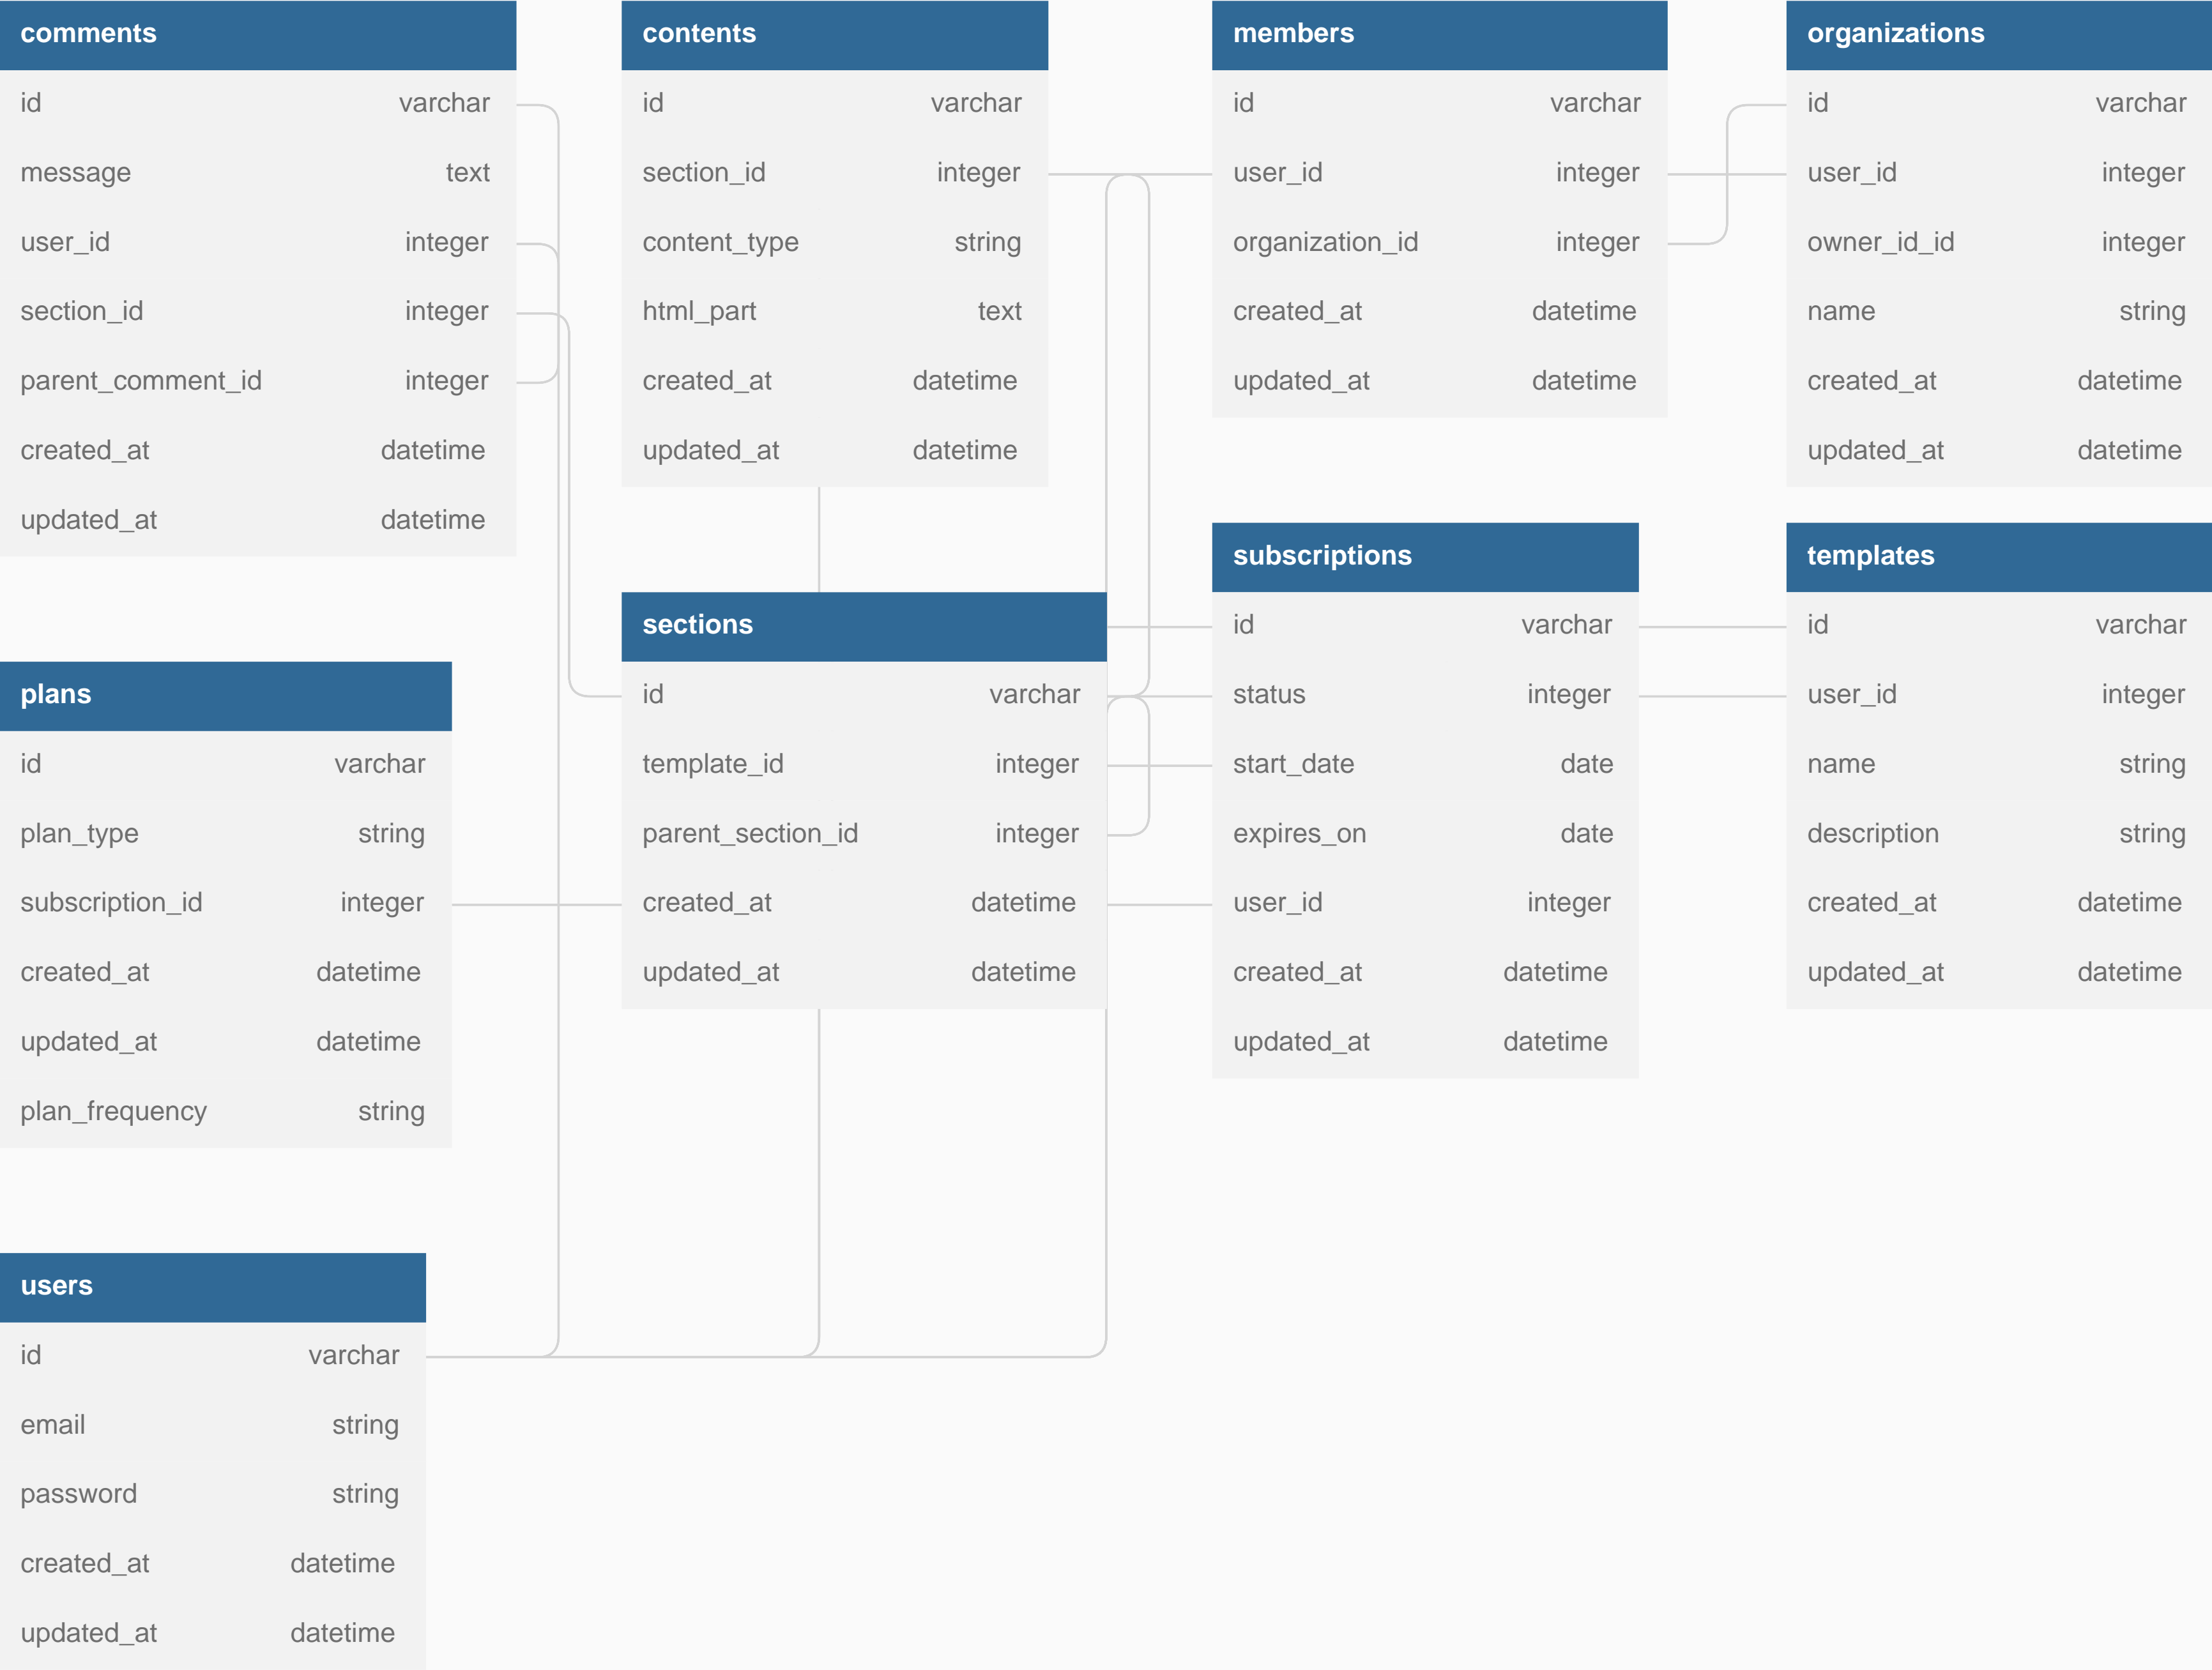 comments
id varchar
message text
user_id integer
section_id integer
parent_comment_id integer
created_at datetime
updated_at datetime
contents
id varchar
section_id integer
content_type string
html_part text
created_at datetime
updated_at datetime
members
id varchar
user_id integer
organization_id integer
created_at datetime
updated_at datetime
organizations
id varchar
user_id integer
owner_id_id integer
name string
created_at datetime
updated_at datetime
plans
id varchar
plan_type string
subscription_id integer
created_at datetime
updated_at datetime
plan_frequency string
sections
id varchar
template_id integer
parent_section_id integer
created_at datetime
updated_at datetime
subscriptions
id varchar
status integer
start_date date
expires_on date
user_id integer
created_at datetime
updated_at datetime
templates
id varchar
user_id integer
name string
description string
created_at datetime
updated_at datetime
users
id varchar
email string
password string
created_at datetime
updated_at datetime